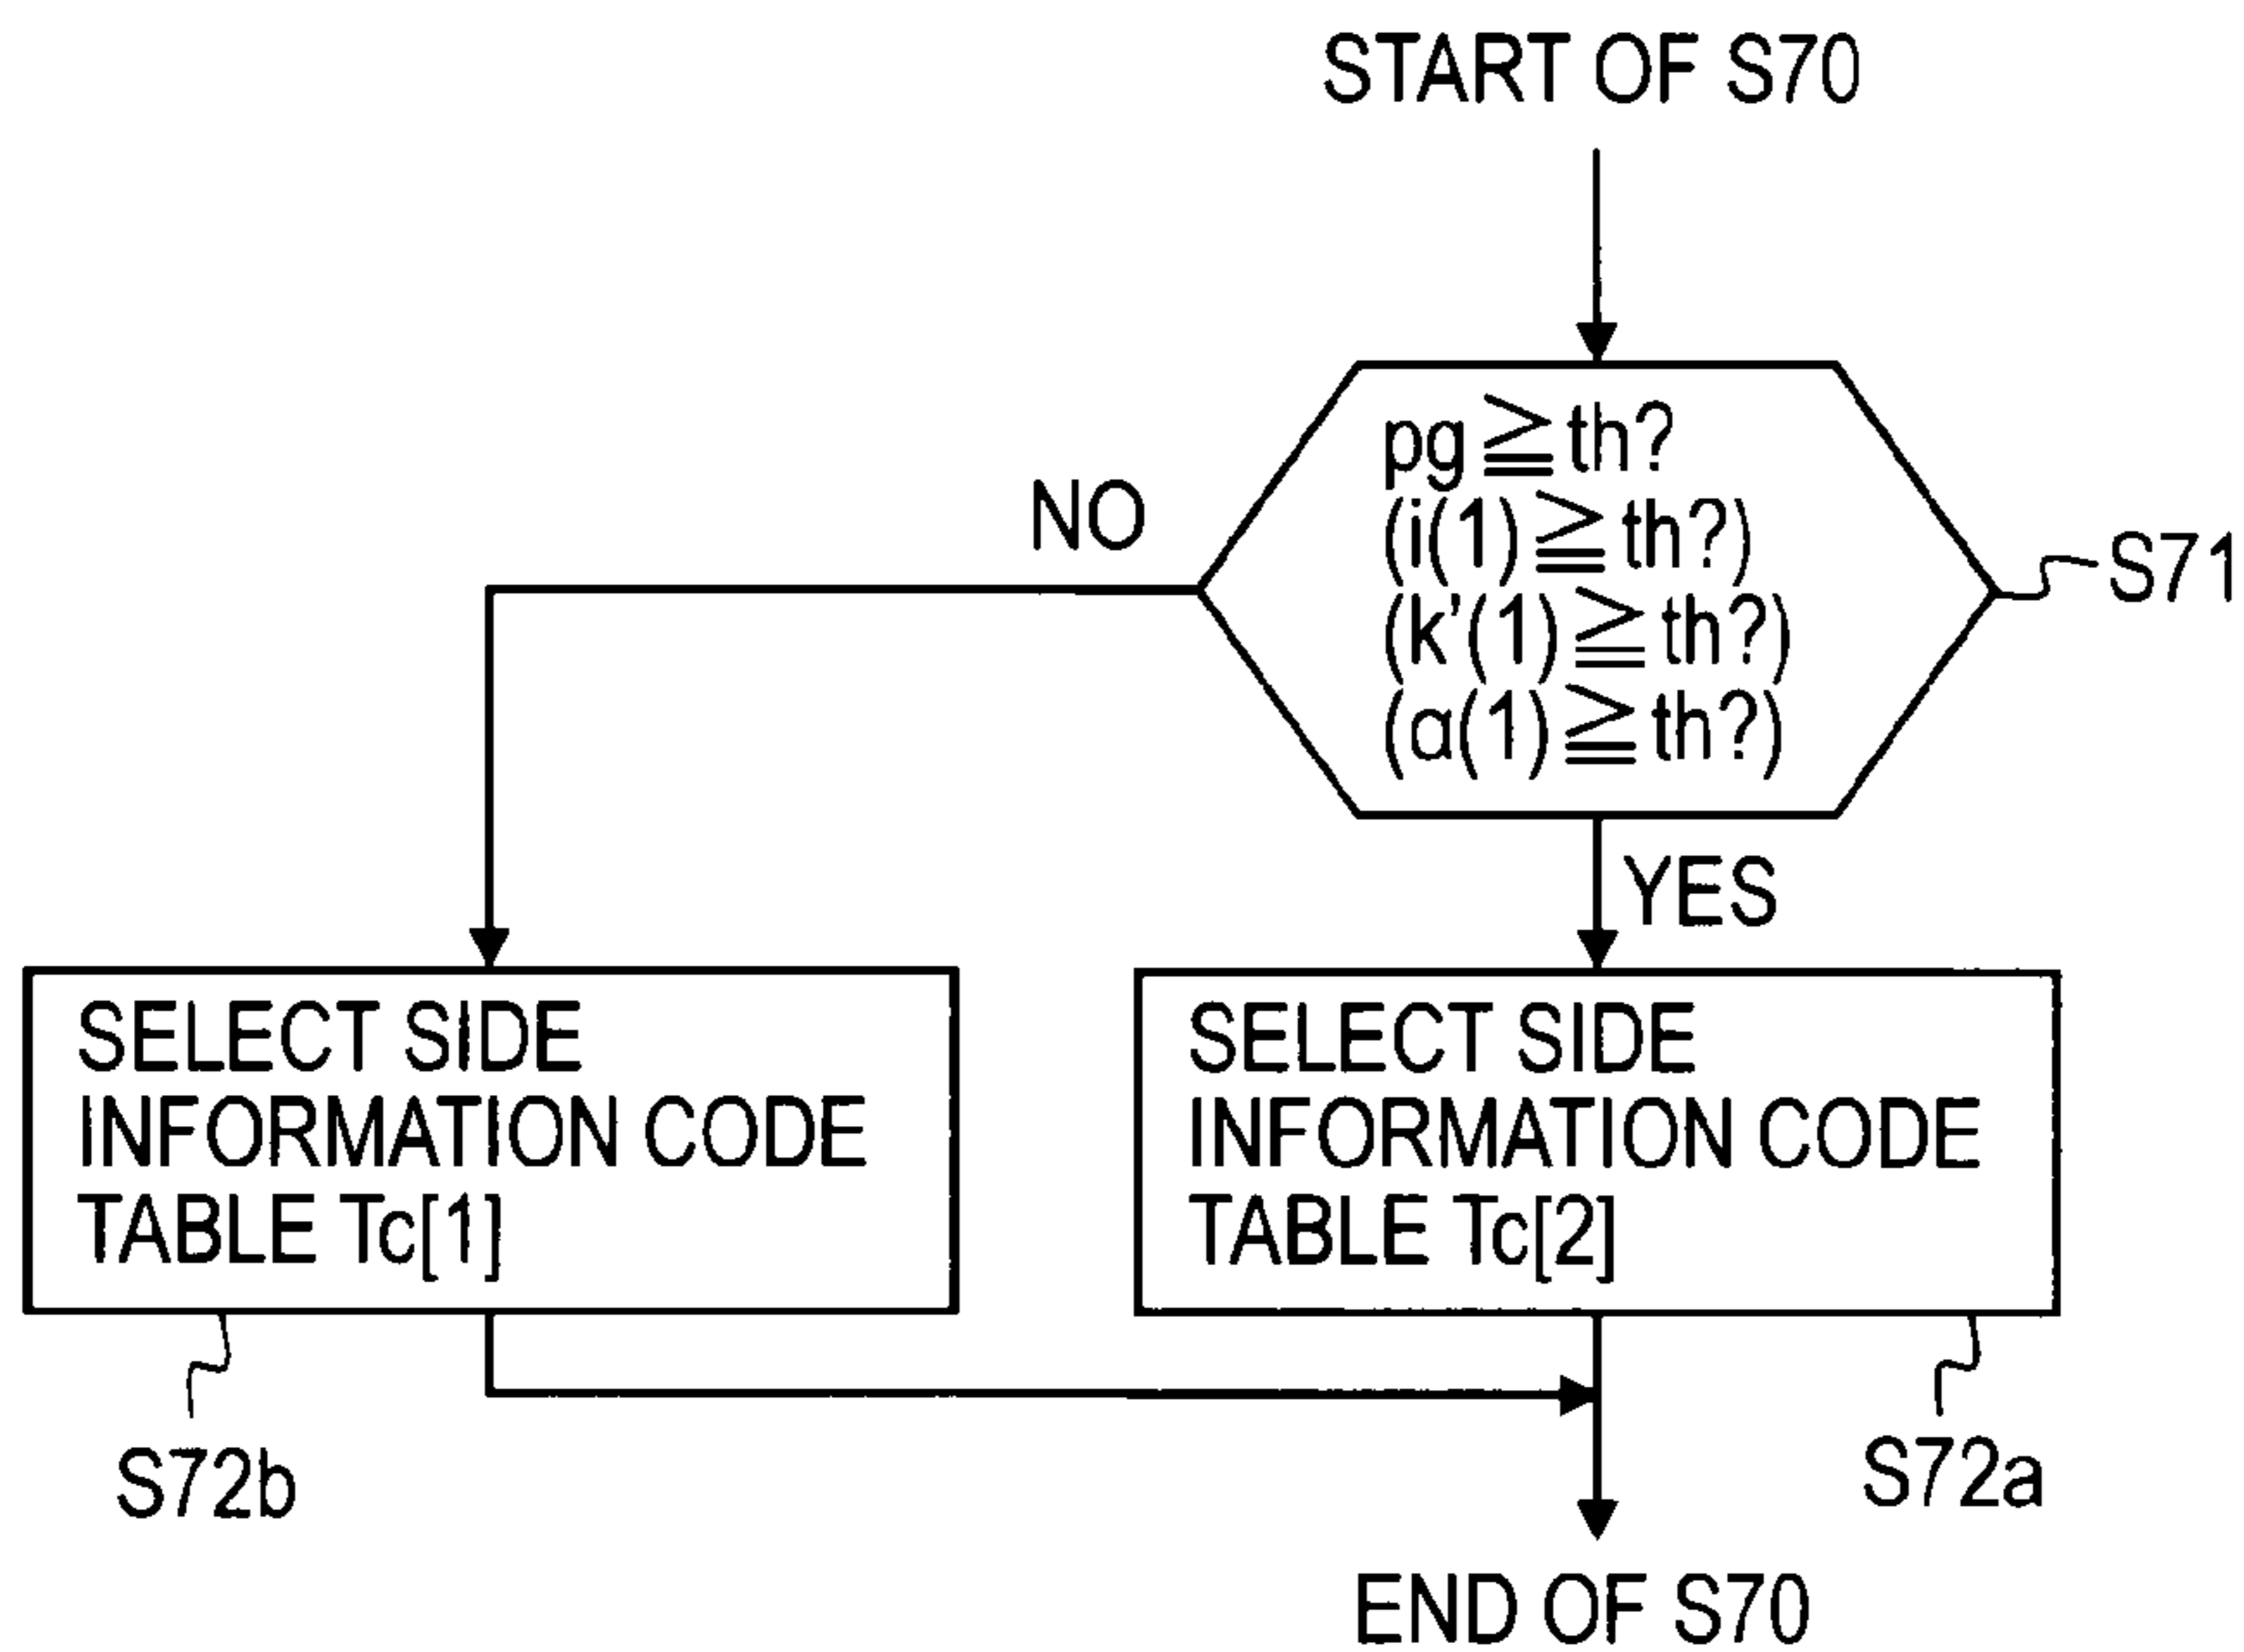 START OF S70
pg≧th?
(i(1)≧th?)
(k'(1)≧th?)
(α(1)≧th?)
S71
NO
YES
SELECT SIDE
INFORMATION CODE
TABLE Tc[1]
S72b
SELECT SIDE
INFORMATION CODE
TABLE Tc[2]
S72a
END OF S70